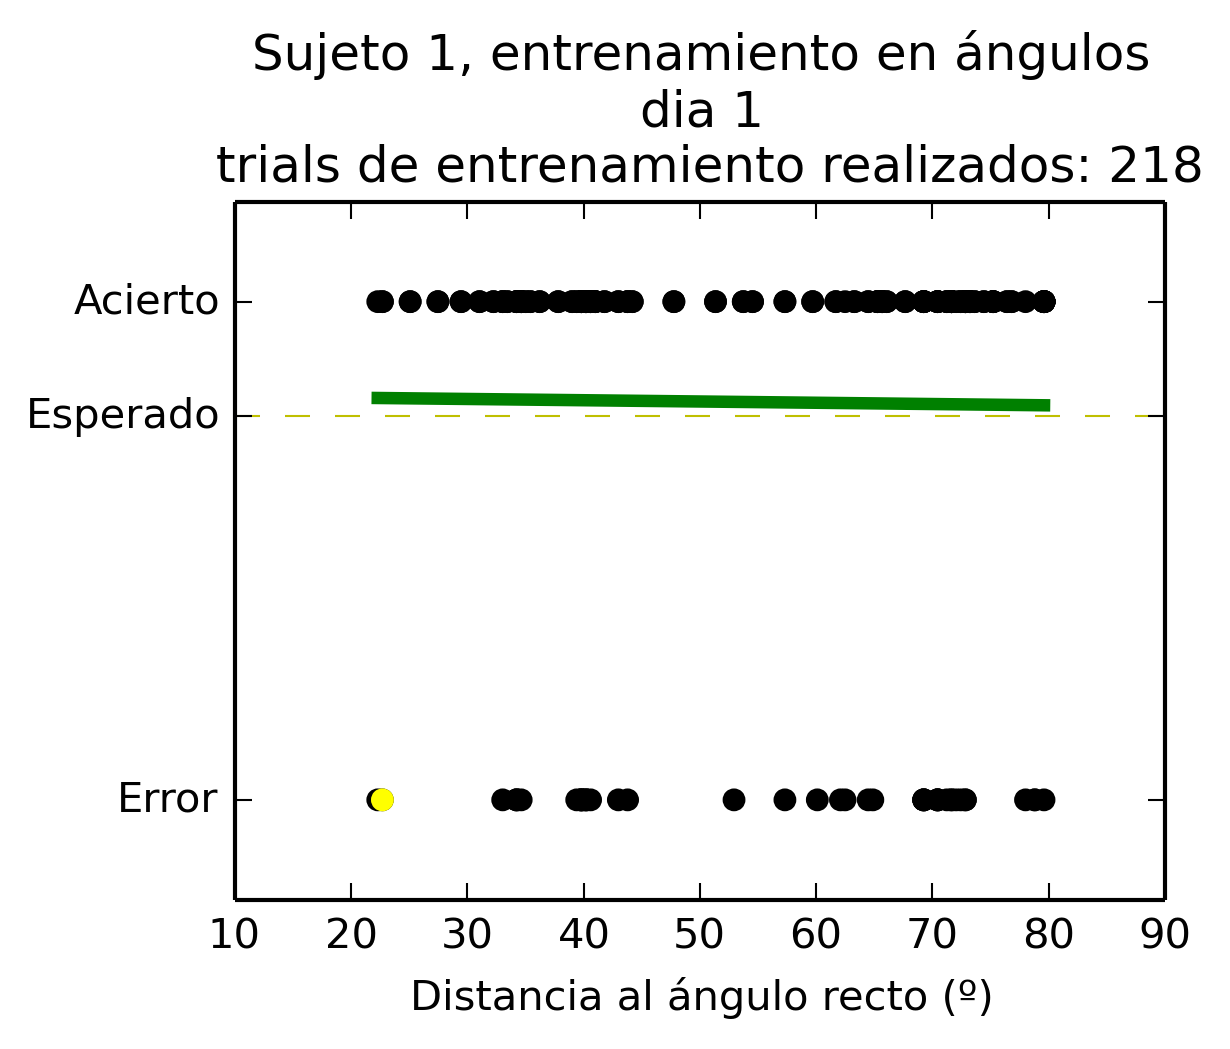 Sujeto 1, entrenamiento en ángulos
dia 1
trials de entrenamiento realizados: 218
Acierto
Esperado
Error
10 20 30 40 50 60 70 80 90
Distancia al ángulo recto (º)